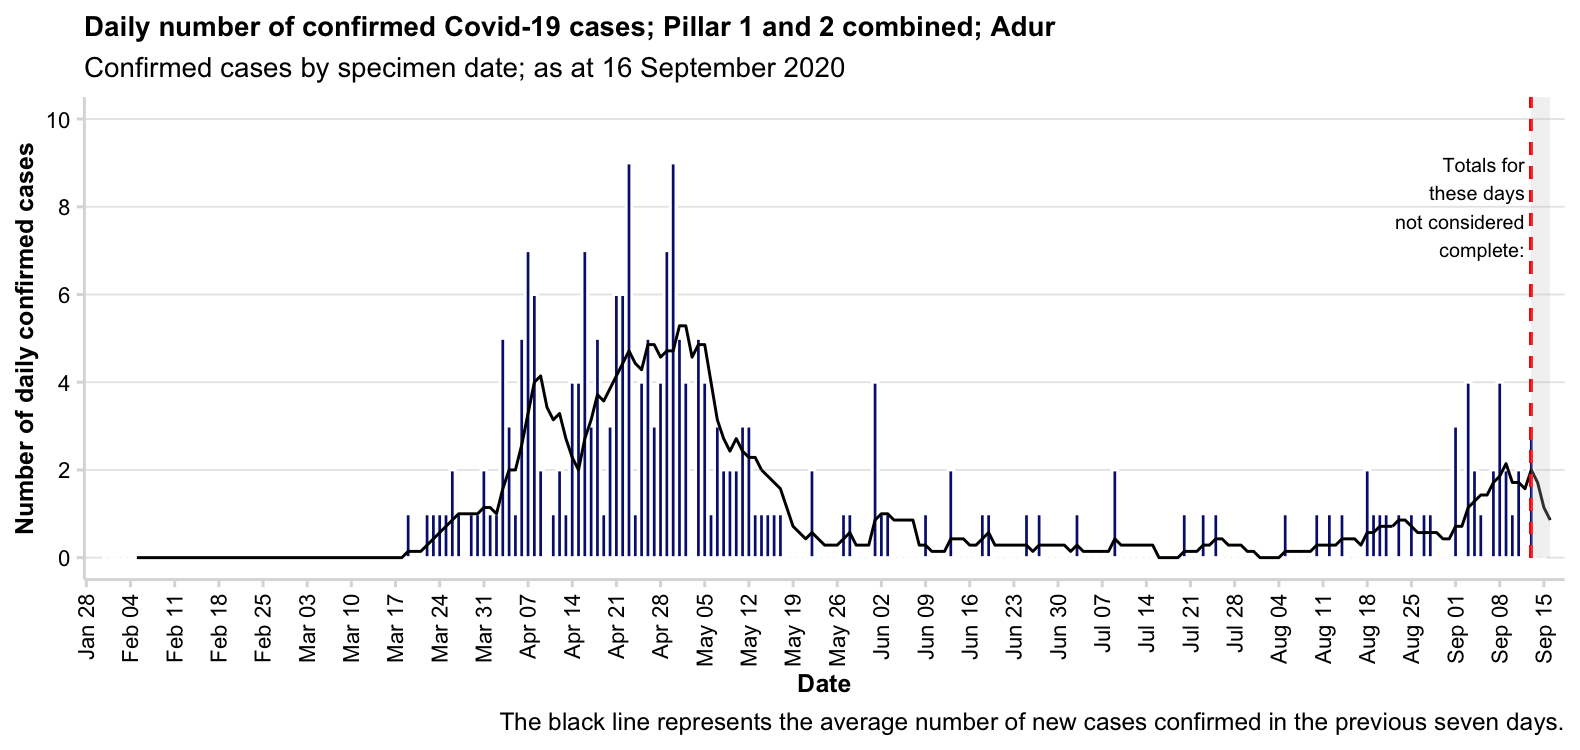 Daily number of confirmed Covid-19 cases; Pillar 1 and 2 combined; Adur
Confirmed cases by specimen date; as at 16 September 2020
Number of daily confirmed cases
10
8
6
4
2
0
Totals for
these days
not considered
complete:
Jan 28
Feb 04
Feb 11
Feb 18
Feb 25
Mar 03
Mar 10
Mar 17
Mar 24
Mar 31
Apr 07
Apr 14
Apr 21
Apr 28
May 05
May 12
May 19
May 26
Jun 02
Jun 09
Jun 16
Jun 23
Jun 30
Jul 07
Jul 14
Jul 21
Jul 28
Aug 04
Aug 11
Aug 18
Aug 25
Sep 01
Sep 08
Sep 15
Date
The black line represents the average number of new cases confirmed in the previous seven days.